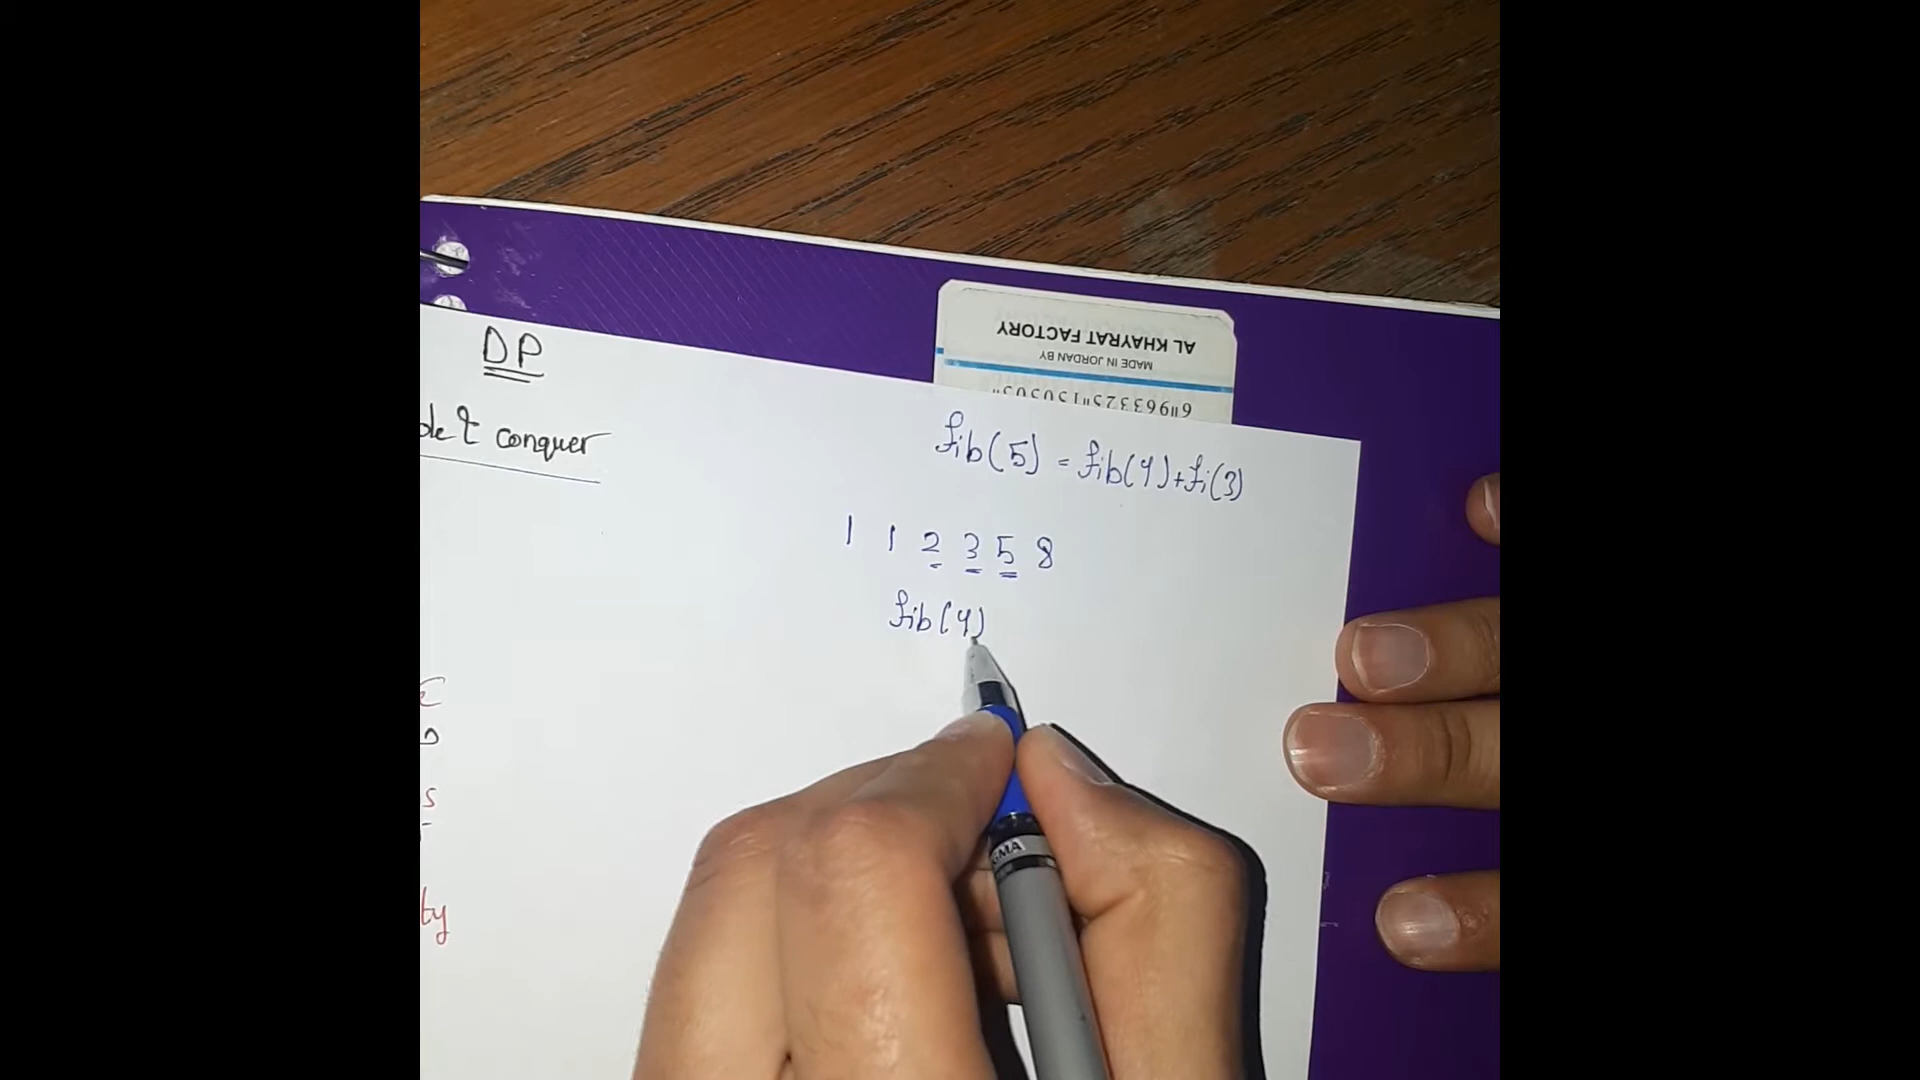 AL KHAYRAT FACTORY
MADE IN JORDAN BY
DP
conquer
fib(5) = fib(4)+fi(3)
1 1 2 3 5 8
fib(4)
ty